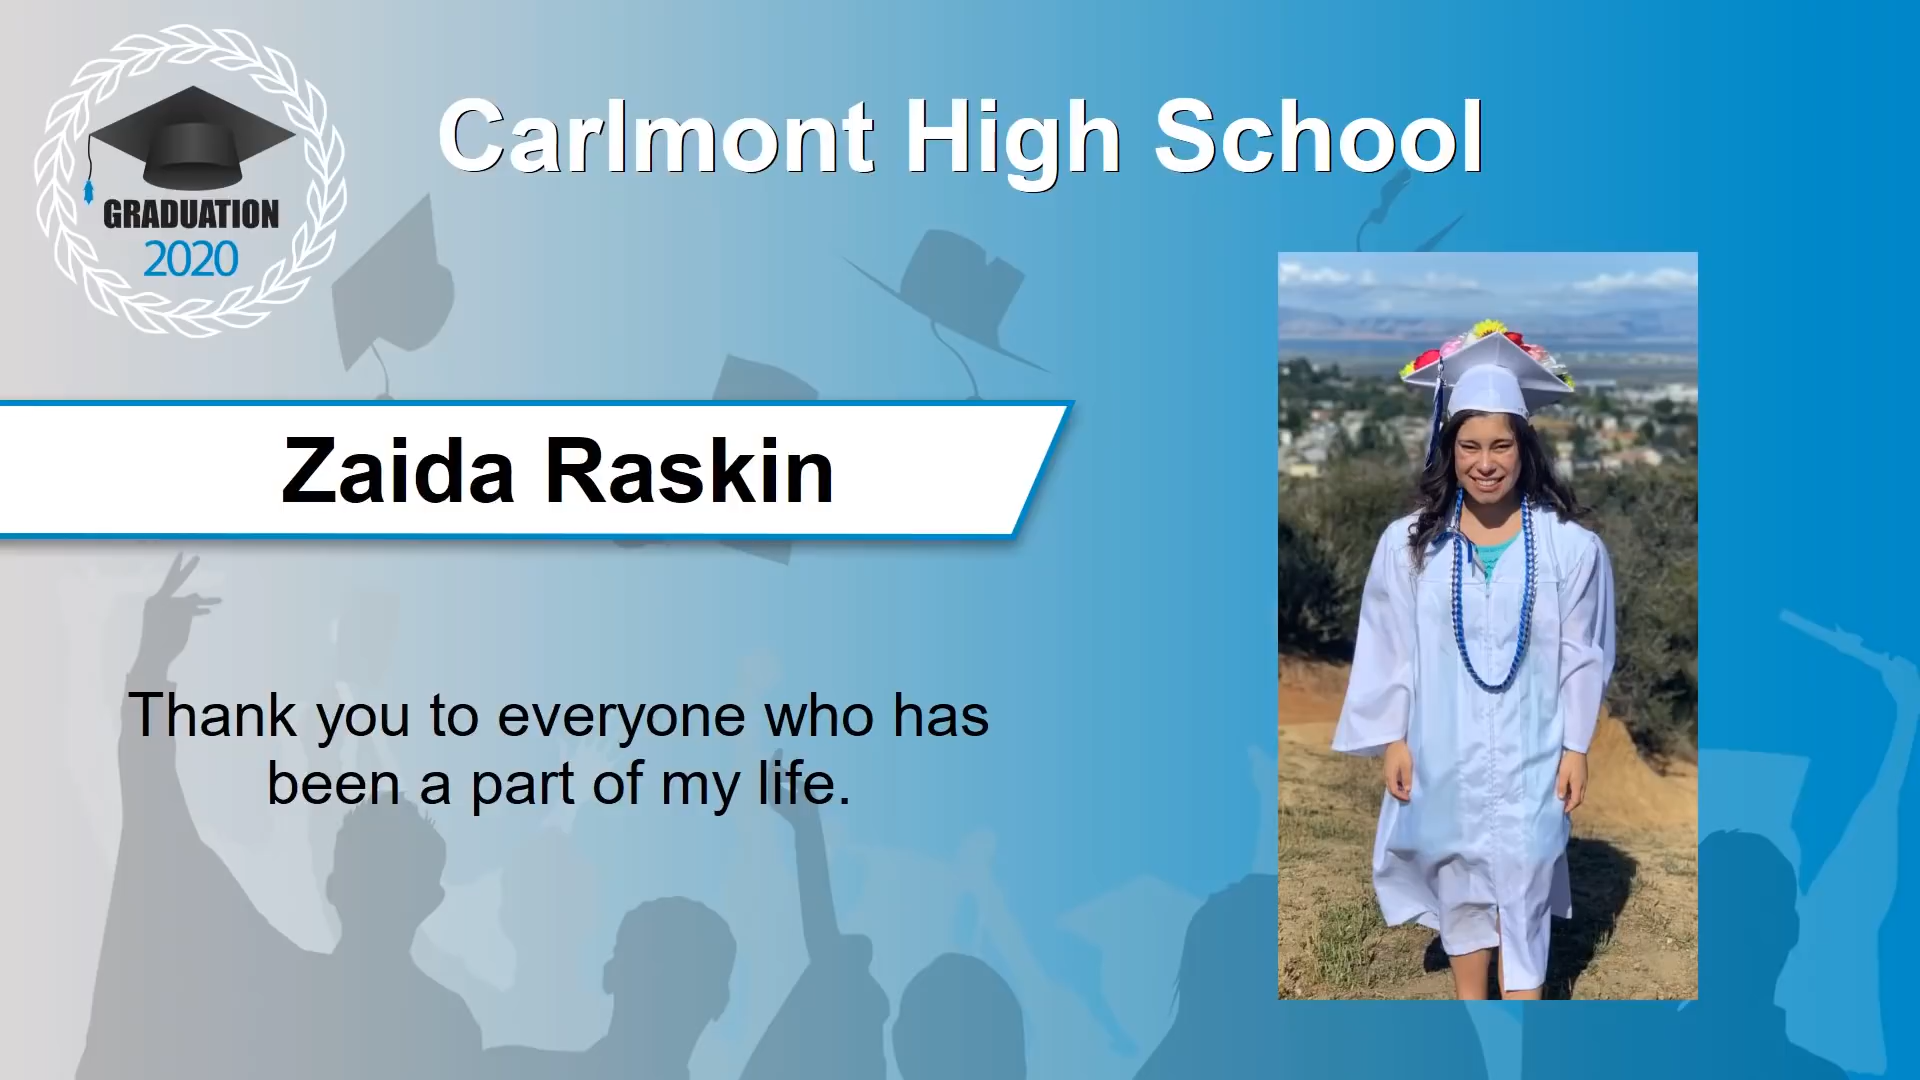 GRADUATION
2020
Carlmont High School
Zaida Raskin
Thank you to everyone who has
been a part of my life.